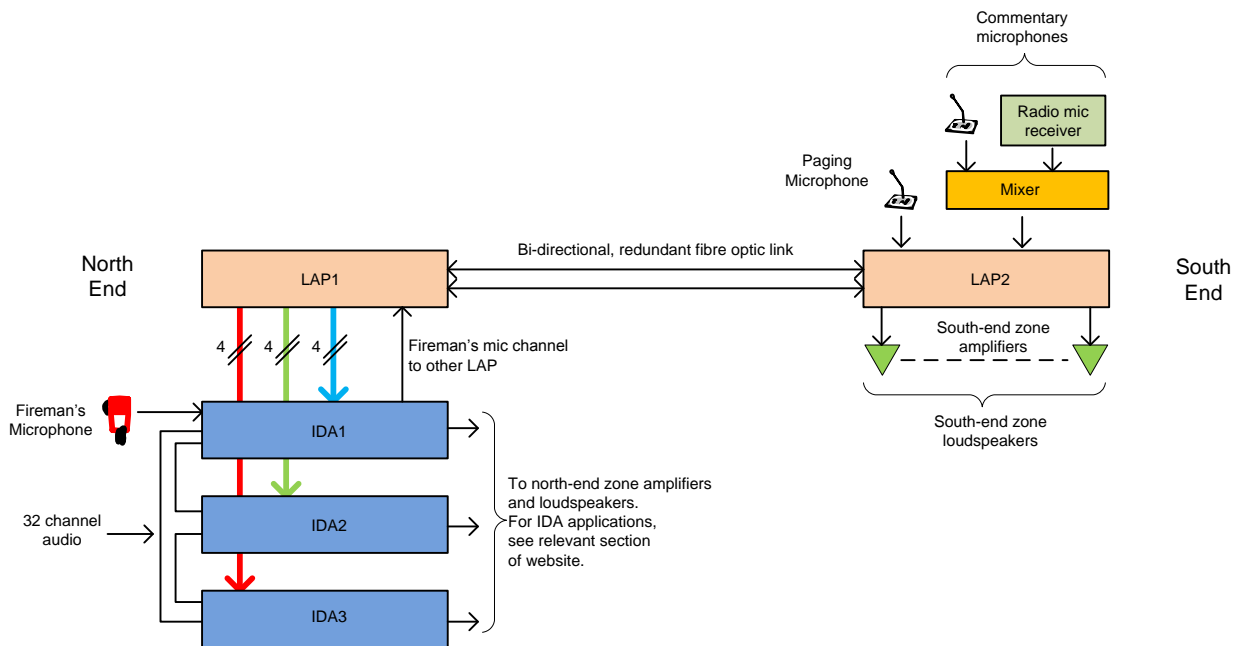 Commentary
microphones
Radio mic
receiver
Paging
Microphone
Mixer
North
End
Bi-directional, redundant fibre optic link
South
End
LAP1
LAP2
4
4
4
Fireman's mic channel
to other LAP
South-end zone
amplifiers
Fireman's
Microphone
IDA1
South-end zone
loudspeakers
To north-end zone amplifiers
and loudspeakers.
For IDA applications,
see relevant section
of website.
32 channel
audio
IDA2
IDA3